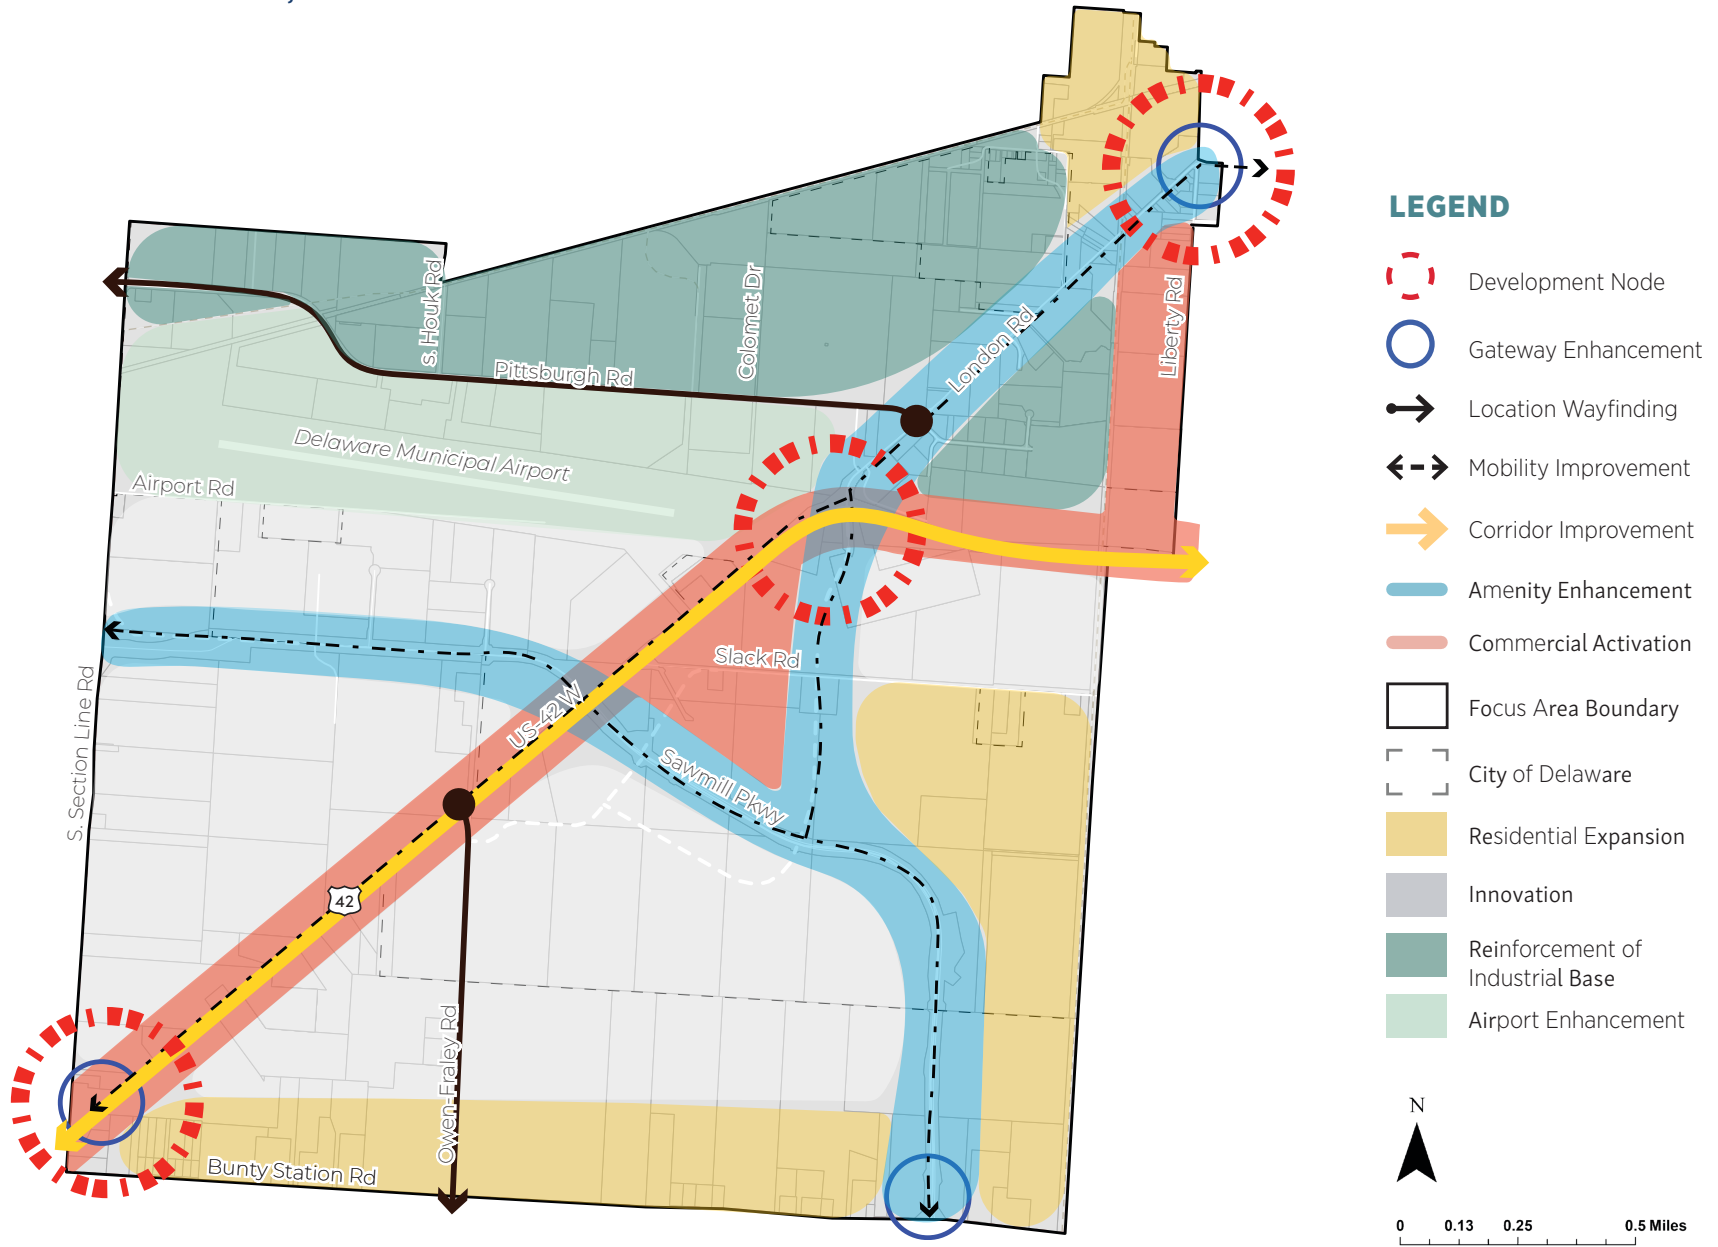 s. Houk Rd
Colomet Dr
Pittsburgh Rd
London Rd
Liberty Rd
Delaware Municipal Airport
Airport Rd
Slack Rd
US-42 W
Sawmill Pkwy
S. Section Line Rd
42
Owen-Fraley Rd
Bunty Station Rd
LEGEND
Development Node
Gateway Enhancement
Location Wayfinding
Mobility Improvement
Corridor Improvement
Amenity Enhancement
Commercial Activation
Focus Area Boundary
City of Delaware
Residential Expansion
Innovation
Reinforcement of
Industrial Base
Airport Enhancement
N
0 0.13 0.25 0.5 Miles